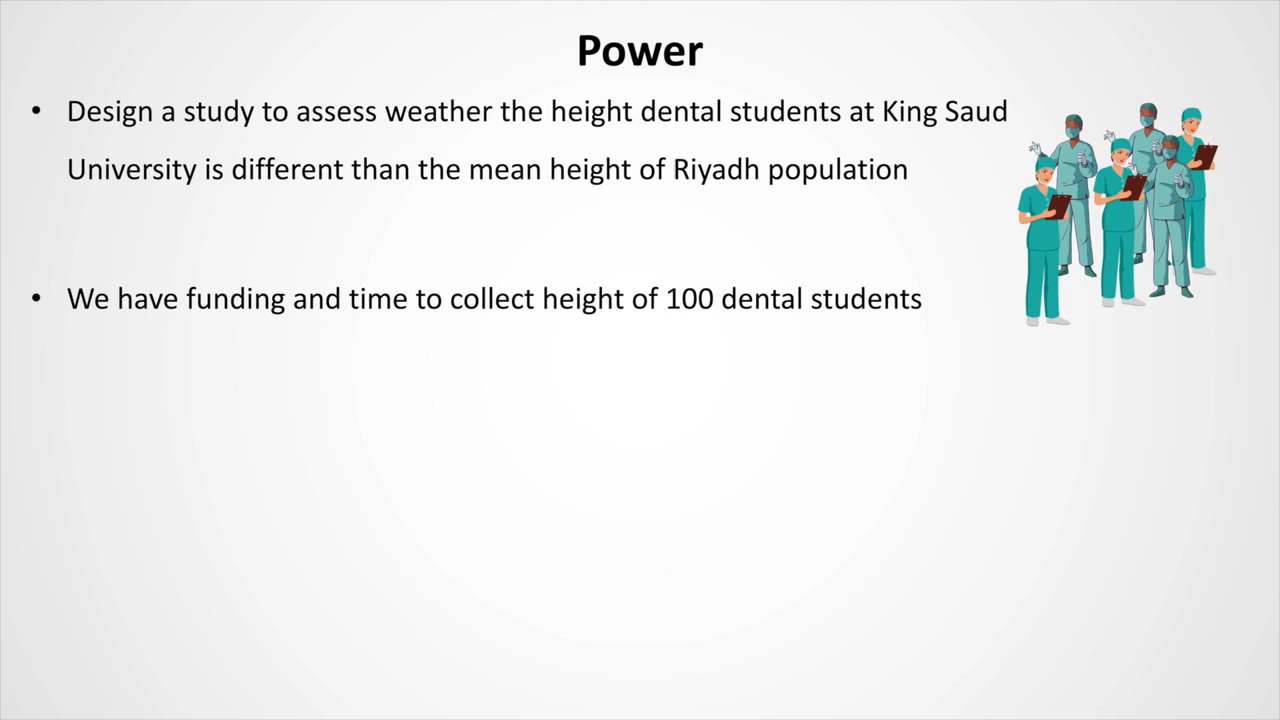 Power
• Design a study to assess weather the height dental students at King Saud
University is different than the mean height of Riyadh population
• We have funding and time to collect height of 100 dental students